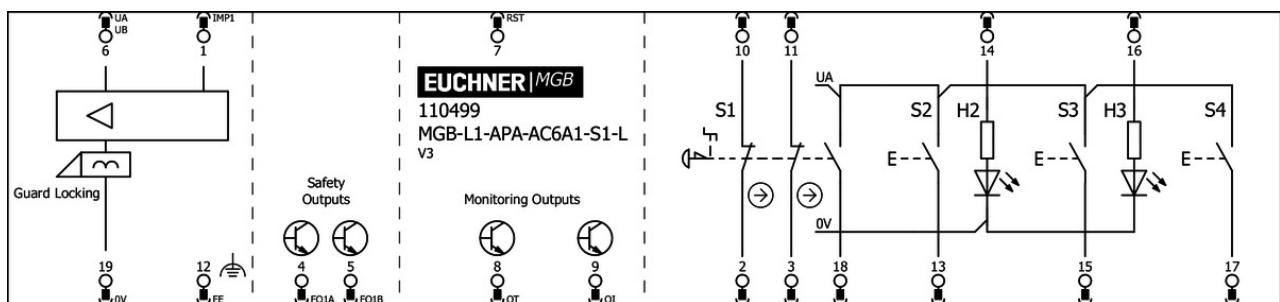 UA
UB
6
IMP1
1
RST
7
10
11
14
16
EUCHNER MGB
110499
MGB-L1-APA-AC6A1-S1-L
V3
UA
S1
S2
H2
S3
H3
S4
E
E
E
Guard Locking
Safety
Outputs
Monitoring Outputs
0V
19
0V
12
FE
4
FO1A
5
FO1B
8
OT
9
OI
2
3
18
13
15
17